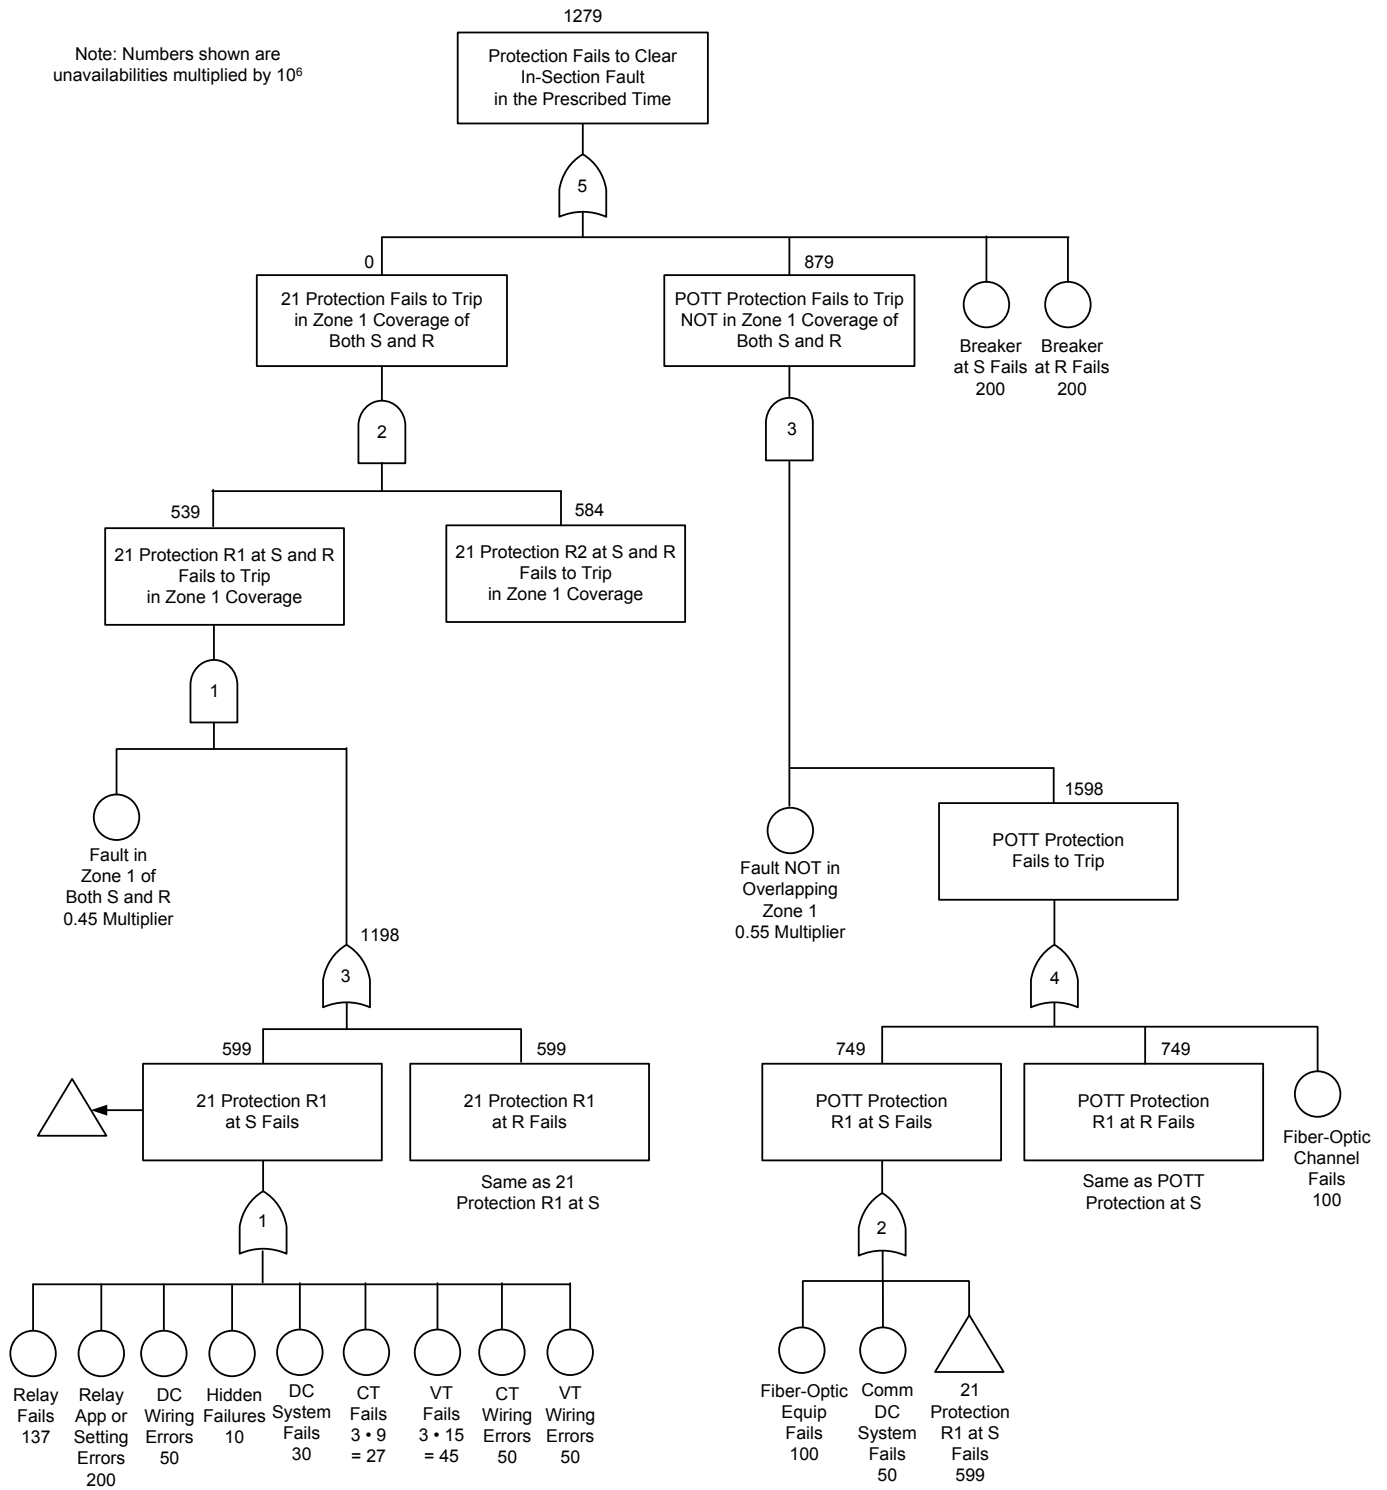 1279
Note: Numbers shown are
unavailabilities multiplied by 10⁶
Protection Fails to Clear
In-Section Fault
in the Prescribed Time
5
0
879
21 Protection Fails to Trip
in Zone 1 Coverage of
Both S and R
POTT Protection Fails to Trip
NOT in Zone 1 Coverage of
Both S and R
Breaker
at S Fails
200
Breaker
at R Fails
200
2
3
539
584
21 Protection R1 at S and R
Fails to Trip
in Zone 1 Coverage
21 Protection R2 at S and R
Fails to Trip
in Zone 1 Coverage
1
1598
POTT Protection
Fails to Trip
Fault in
Zone 1 of
Both S and R
0.45 Multiplier
Fault NOT in
Overlapping
Zone 1
0.55 Multiplier
1198
3
4
599
599
749
749
21 Protection R1
at S Fails
21 Protection R1
at R Fails
POTT Protection
R1 at S Fails
POTT Protection
R1 at R Fails
Fiber-Optic
Channel
Fails
100
Same as 21
Protection R1 at S
Same as POTT
Protection at S
1
2
Relay
Fails
137
Relay
App or
Setting
Errors
200
DC
Wiring
Errors
50
Hidden
Failures
10
DC
System
Fails
30
CT
Fails
3 • 9
= 27
VT
Fails
3 • 15
= 45
CT
Wiring
Errors
50
VT
Wiring
Errors
50
Fiber-Optic
Equip
Fails
100
Comm
DC
System
Fails
50
21
Protection
R1 at S
Fails
599